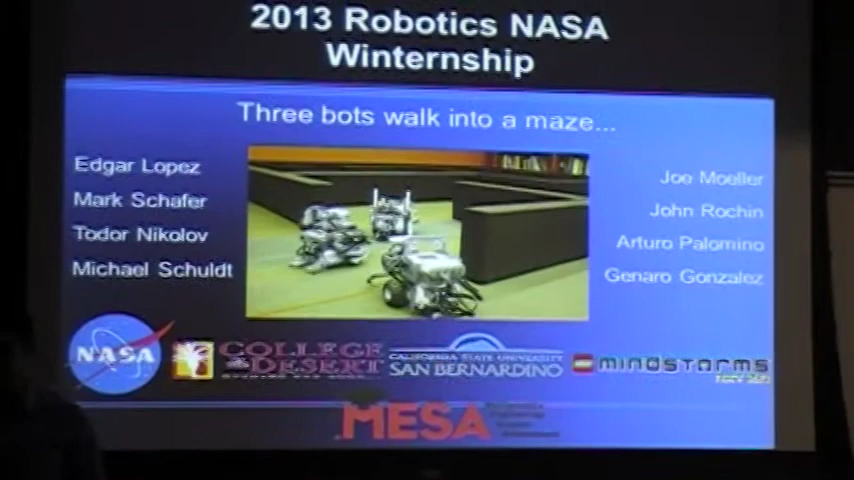 2013 Robotics NASA
Winternship
Three bots walk into a maze...
Edgar Lopez
Mark Schafer
Todor Nikolov
Michael Schuldt
Joe Moeller
John Rochin
Arturo Palomino
Genaro Gonzalez
NASA
COLLEGE
DESERT
CALIFORNIA STATE UNIVERSITY
SAN BERNARDINO
mindstorms
MESA